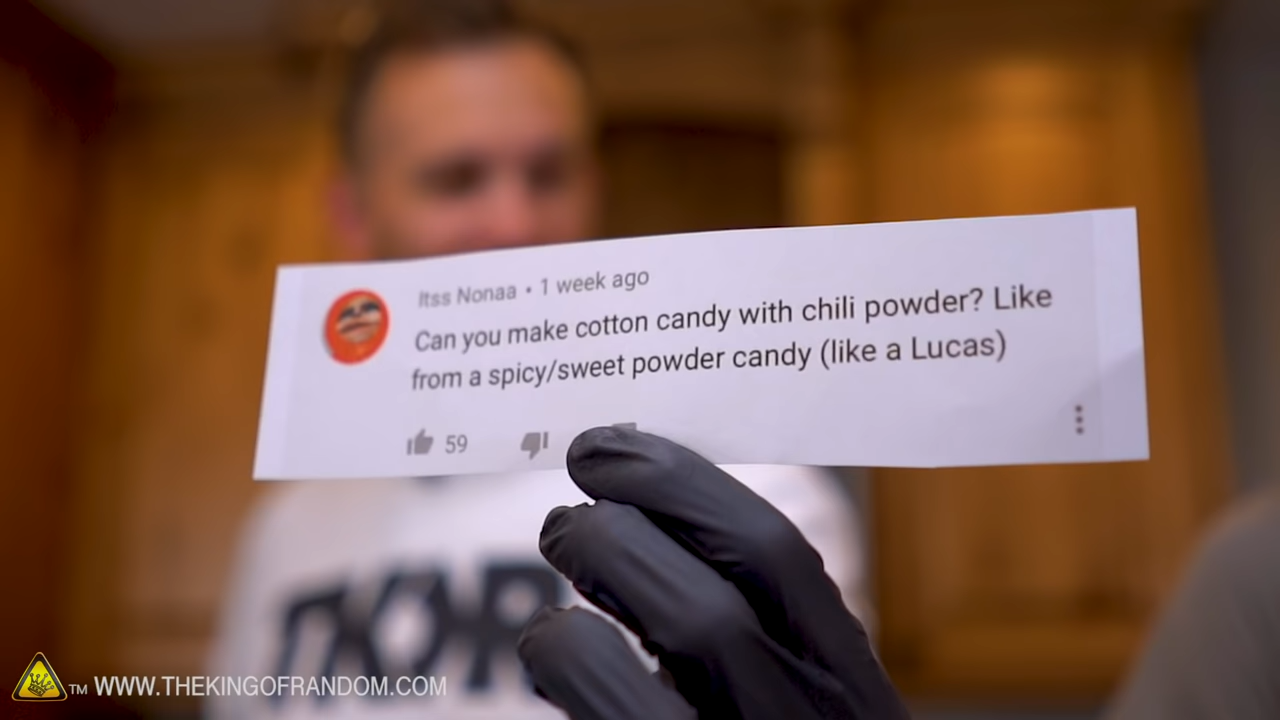 Itss Nonaa • 1 week ago
Can you make cotton candy with chili powder? Like
from a spicy/sweet powder candy (like a Lucas)
59
TKOR
TM WWW.THEKINGOFRANDOM.COM